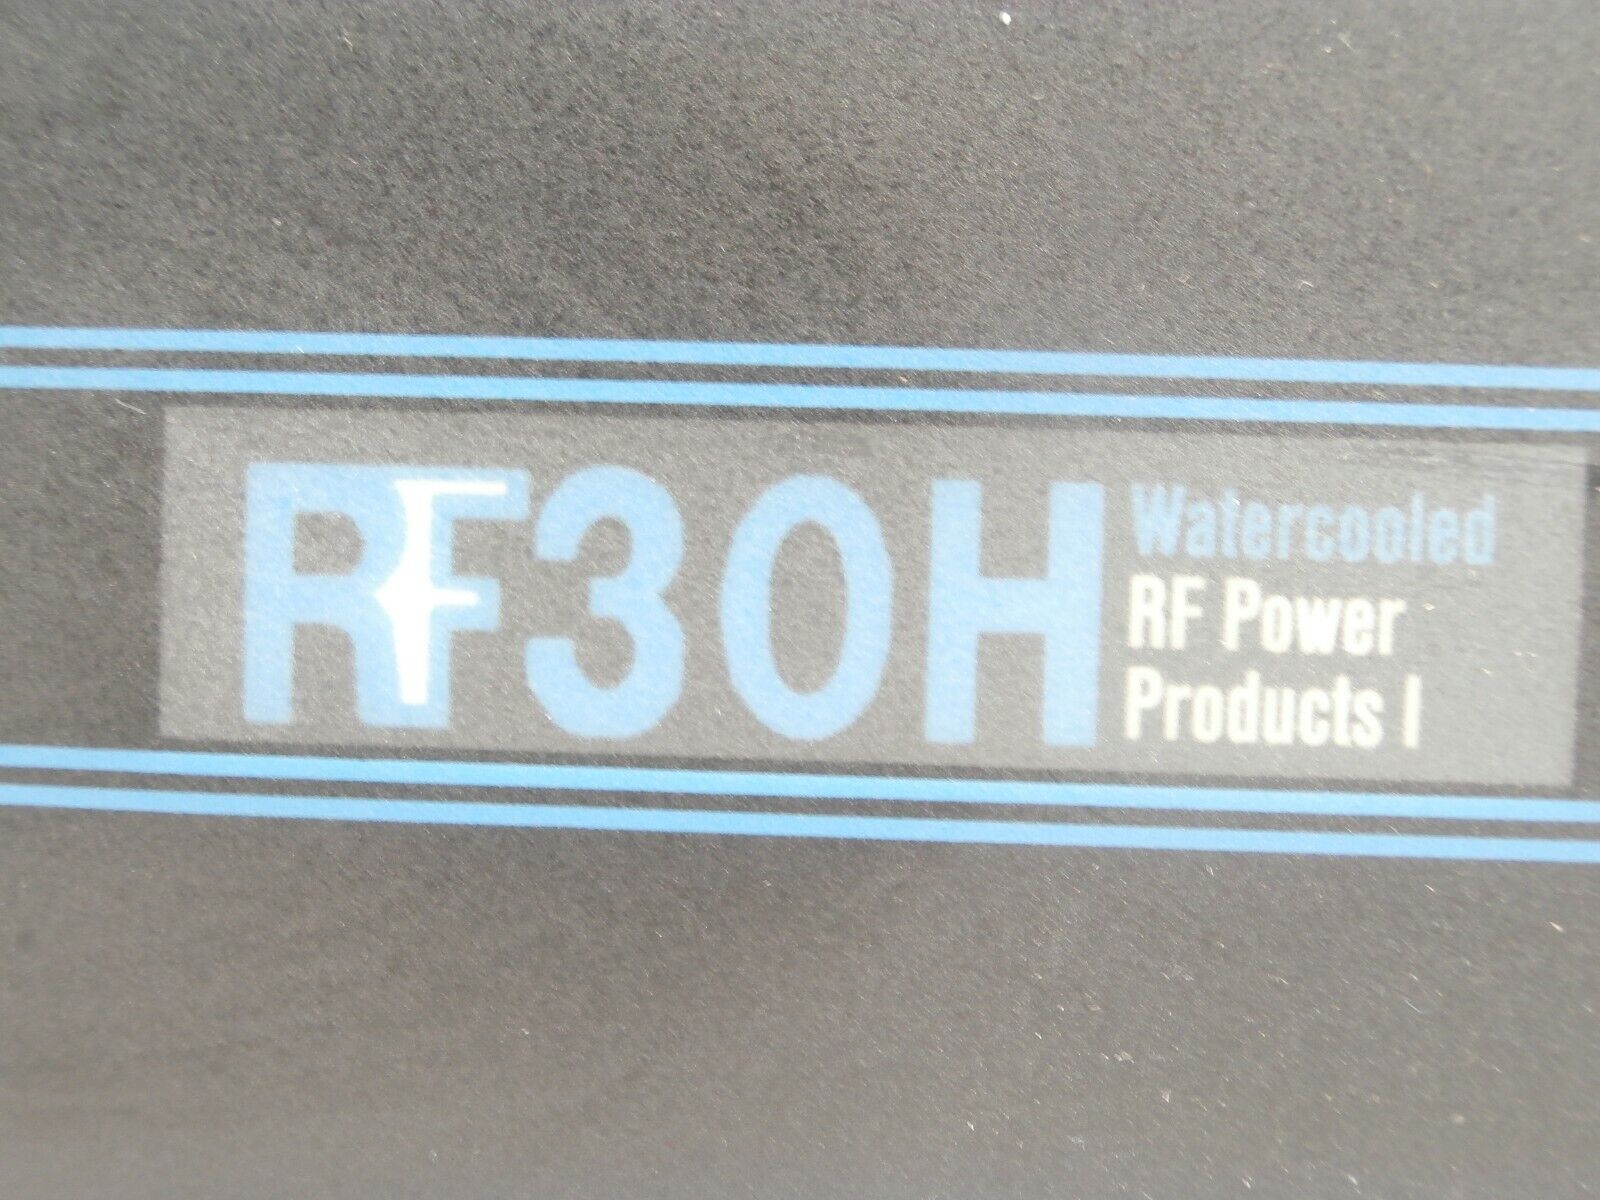 RF30H
Watercooled
RF Power
Products I